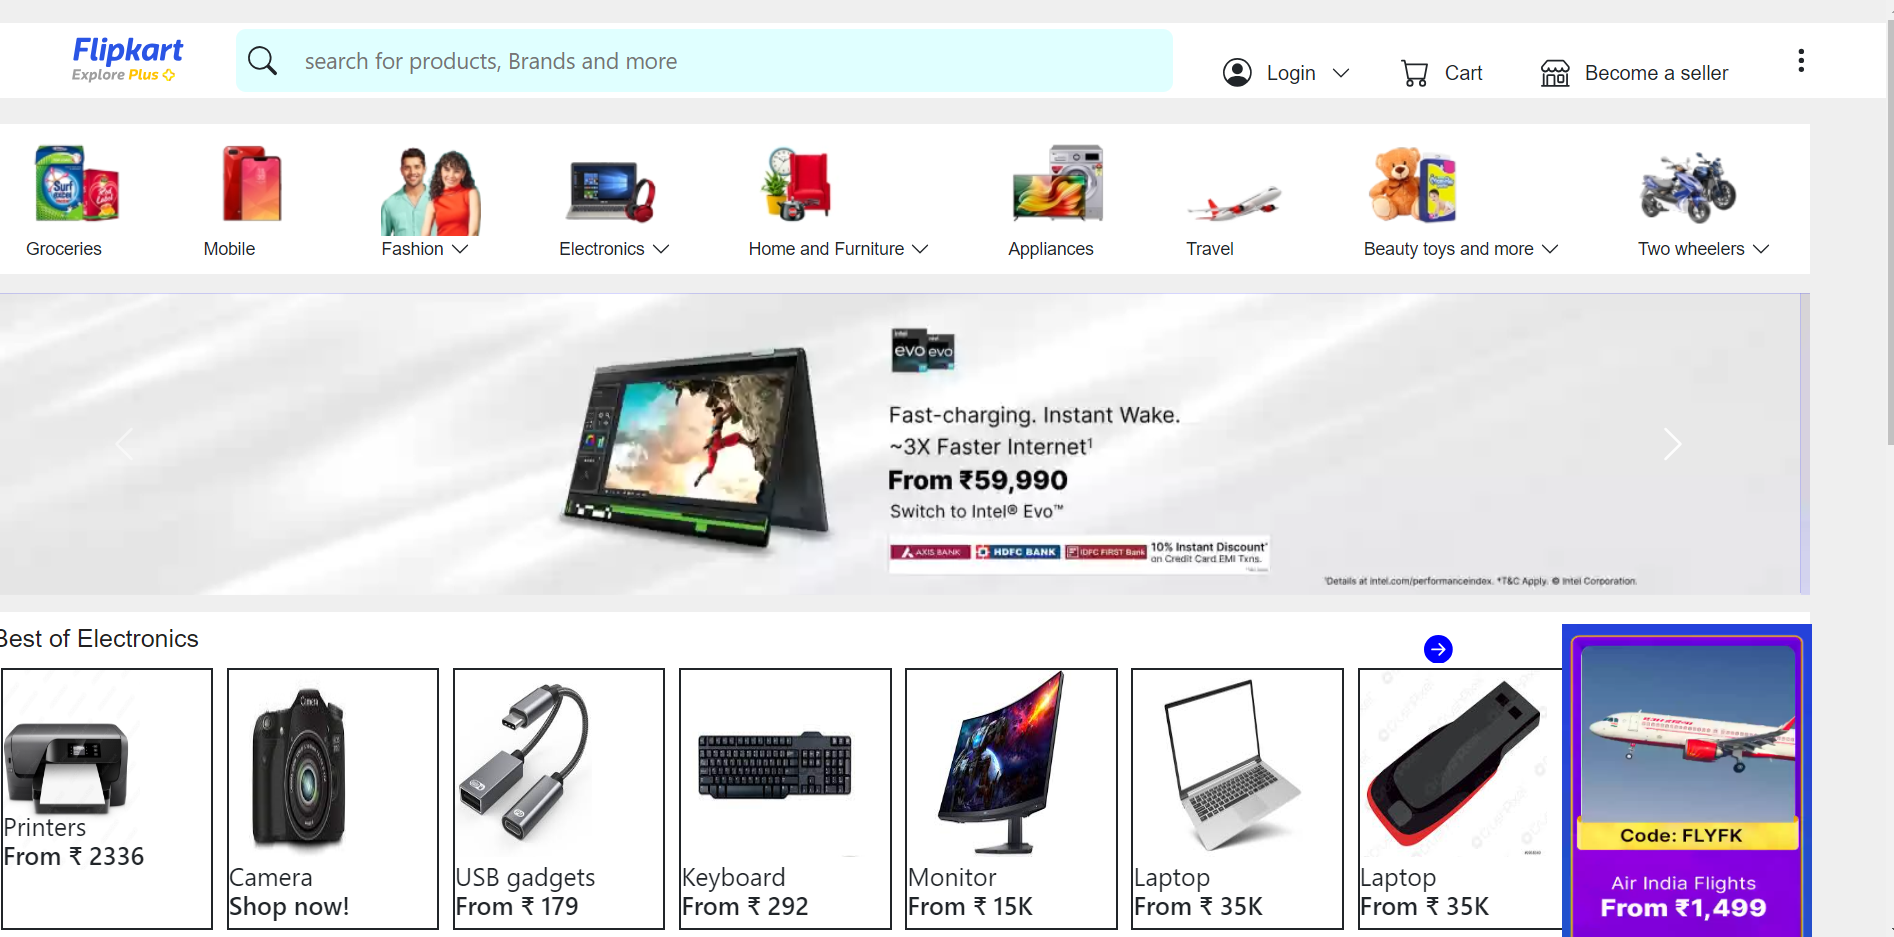 Flipkart
Explore Plus
search for products, Brands and more
Login
Cart
Become a seller
Surf
excel
Groceries
Mobile
Fashion
Electronics
Home and Furniture
Appliances
Travel
Beauty toys and more
Two wheelers
intel
evo
evo
Fast-charging. Instant Wake.
~3X Faster Internet¹
From ₹59,990
Switch to Intel® Evo™
AXIS BANK
HDFC BANK
IDFC FIRST Bank
10% Instant Discount*
on Credit Card EMI Txns.
¹Details at intel.com/performanceindex. *T&C Apply. © Intel Corporation.
Best of Electronics
Printers
From ₹ 2336
Camera
Camera
Shop now!
USB gadgets
From ₹ 179
Keyboard
From ₹ 292
Monitor
From ₹ 15K
Laptop
From ₹ 35K
Laptop
From ₹ 35K
Code: FLYFK
Air India Flights
From ₹1,499